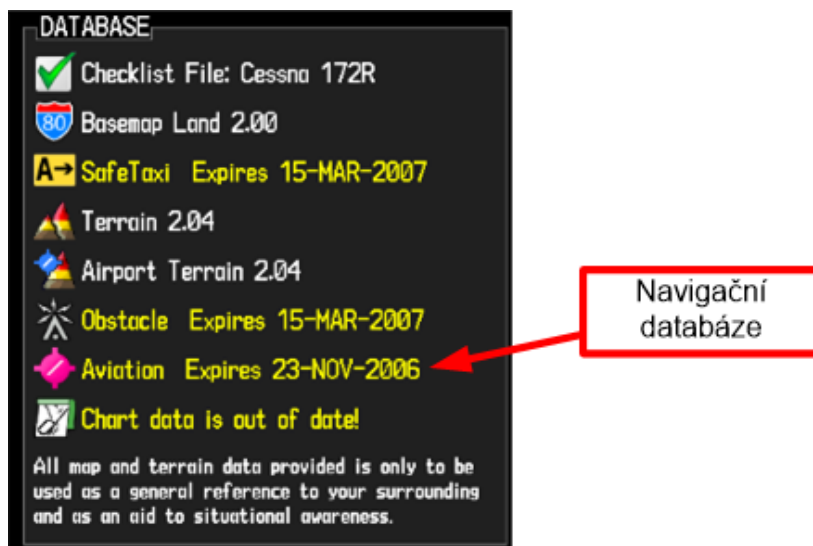 DATABASE
Checklist File: Cessna 172R
80 Basemap Land 2.00
A→ SafeTaxi Expires 15-MAR-2007
Terrain 2.04
Airport Terrain 2.04
Obstacle Expires 15-MAR-2007
Aviation Expires 23-NOV-2006
Chart data is out of date!
All map and terrain data provided is only to be
used as a general reference to your surrounding
and as an aid to situational awareness.
Navigační
databáze